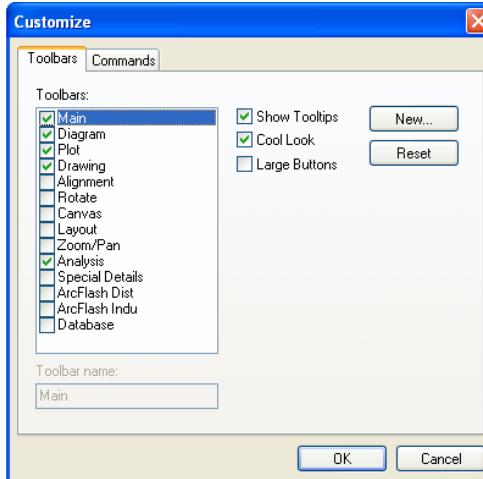 Customize
Toolbars Commands
Toolbars:
Main
Diagram
Plot
Drawing
Alignment
Rotate
Canvas
Layout
Zoom/Pan
Analysis
Special Details
ArcFlash Dist
ArcFlash Indu
Database
Show Tooltips
Cool Look
Large Buttons
New...
Reset
Toolbar name:
Main
OK Cancel